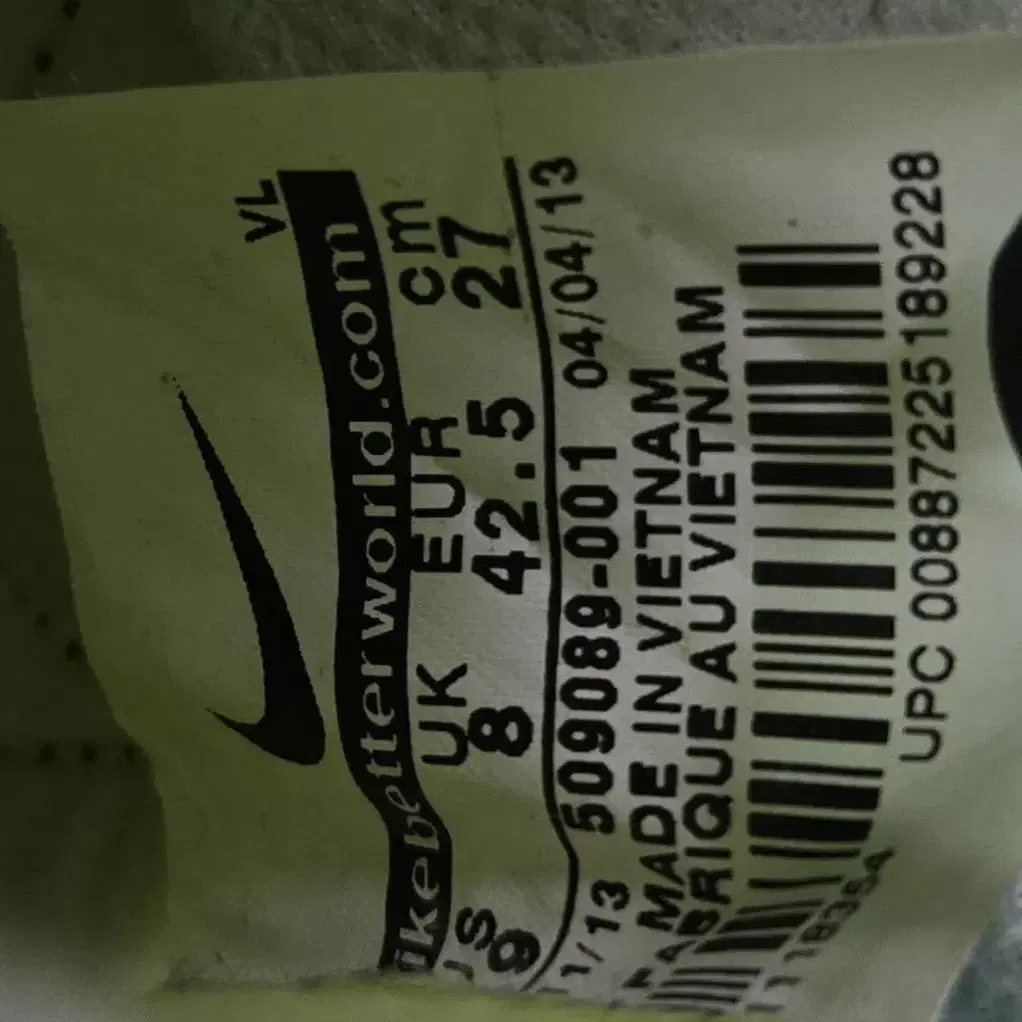 VL
nikebetterworld.com
US UK EUR cm
9 8 42.5 27
1/13 509089-001 04/04/13
MADE IN VIETNAM
FABRIQUE AU VIETNAM
UPC 00887225189228